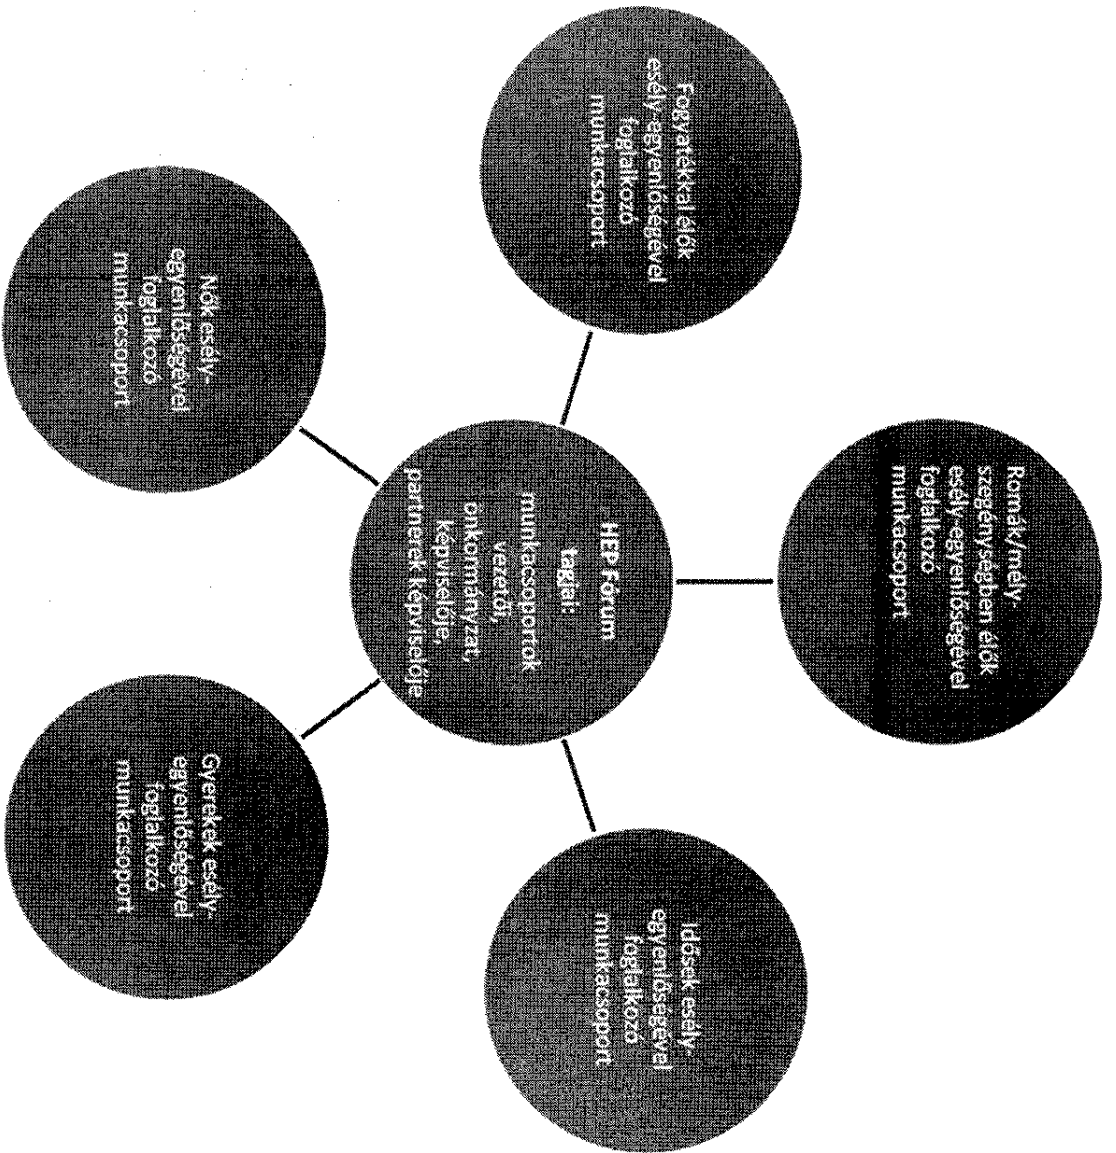 Romák/mély-
szegénységben élők
esély-egyenlőségével
foglalkozó
munkacsoport
Fogyatékkal élők
esély-egyenlőségével
foglalkozó
munkacsoport
HEP Fórum
tagjai:
munkacsoportok
vezetői,
önkormányzat,
képviselője,
partnerek képviselője
Idősek esély-
egyenlőségével
foglalkozó
munkacsoport
Nők esély-
egyenlőségével
foglalkozó
munkacsoport
Gyerekek esély-
egyenlőségével
foglalkozó
munkacsoport